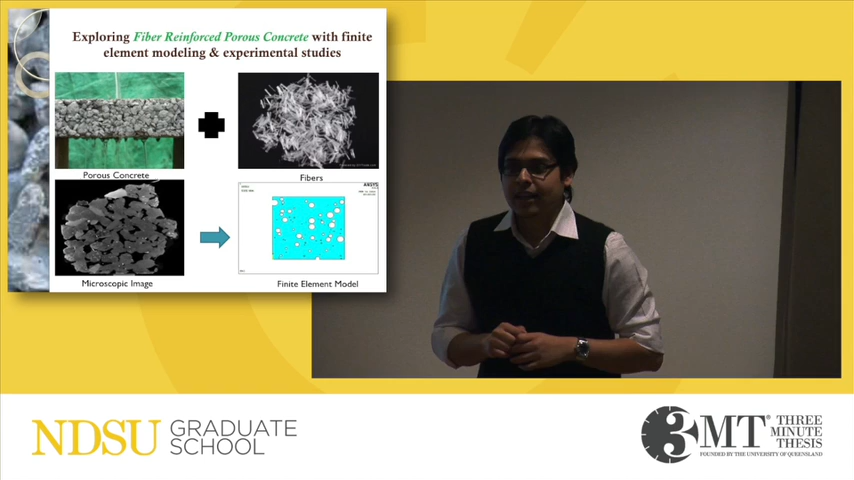 Exploring Fiber Reinforced Porous Concrete with finite
element modeling & experimental studies
Porous Concrete
Fibers
ANSYS
Microscopic Image
Finite Element Model
NDSU GRADUATE
SCHOOL
3MT® THREE
MINUTE
THESIS
FOUNDED BY THE UNIVERSITY OF QUEENSLAND